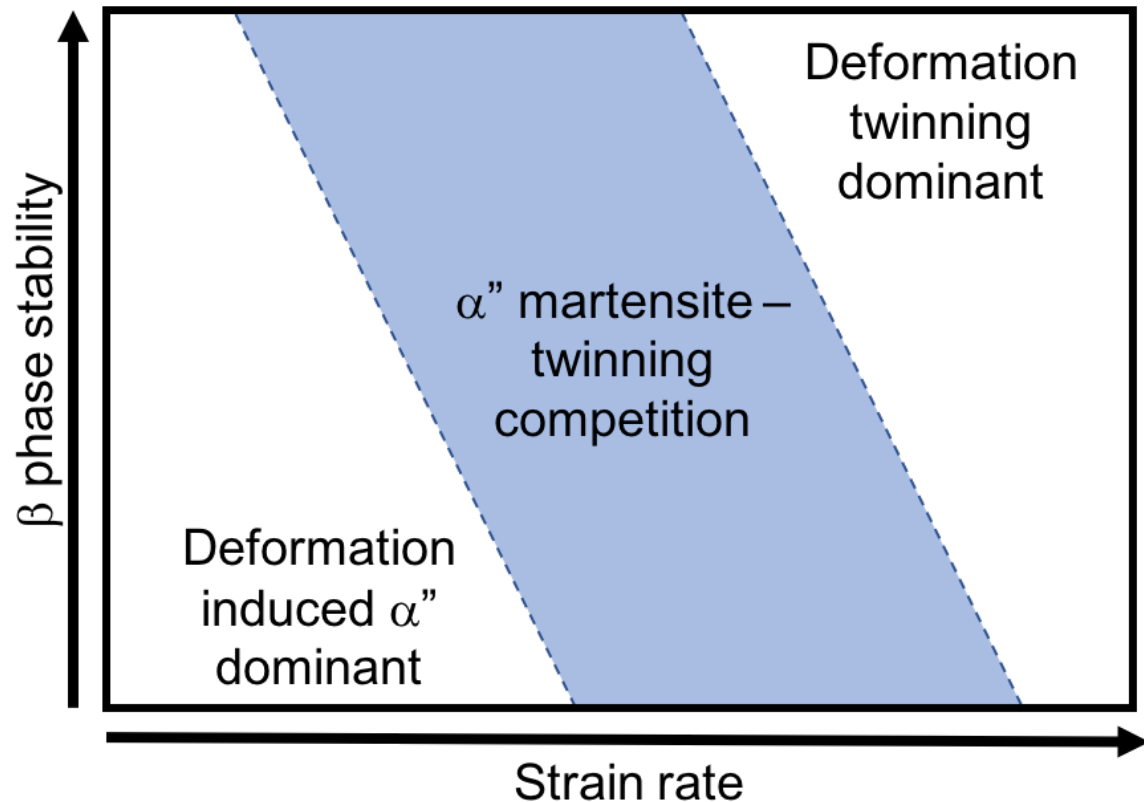 β phase stability
Deformation
twinning
dominant
α” martensite –
twinning
competition
Deformation
induced α”
dominant
Strain rate